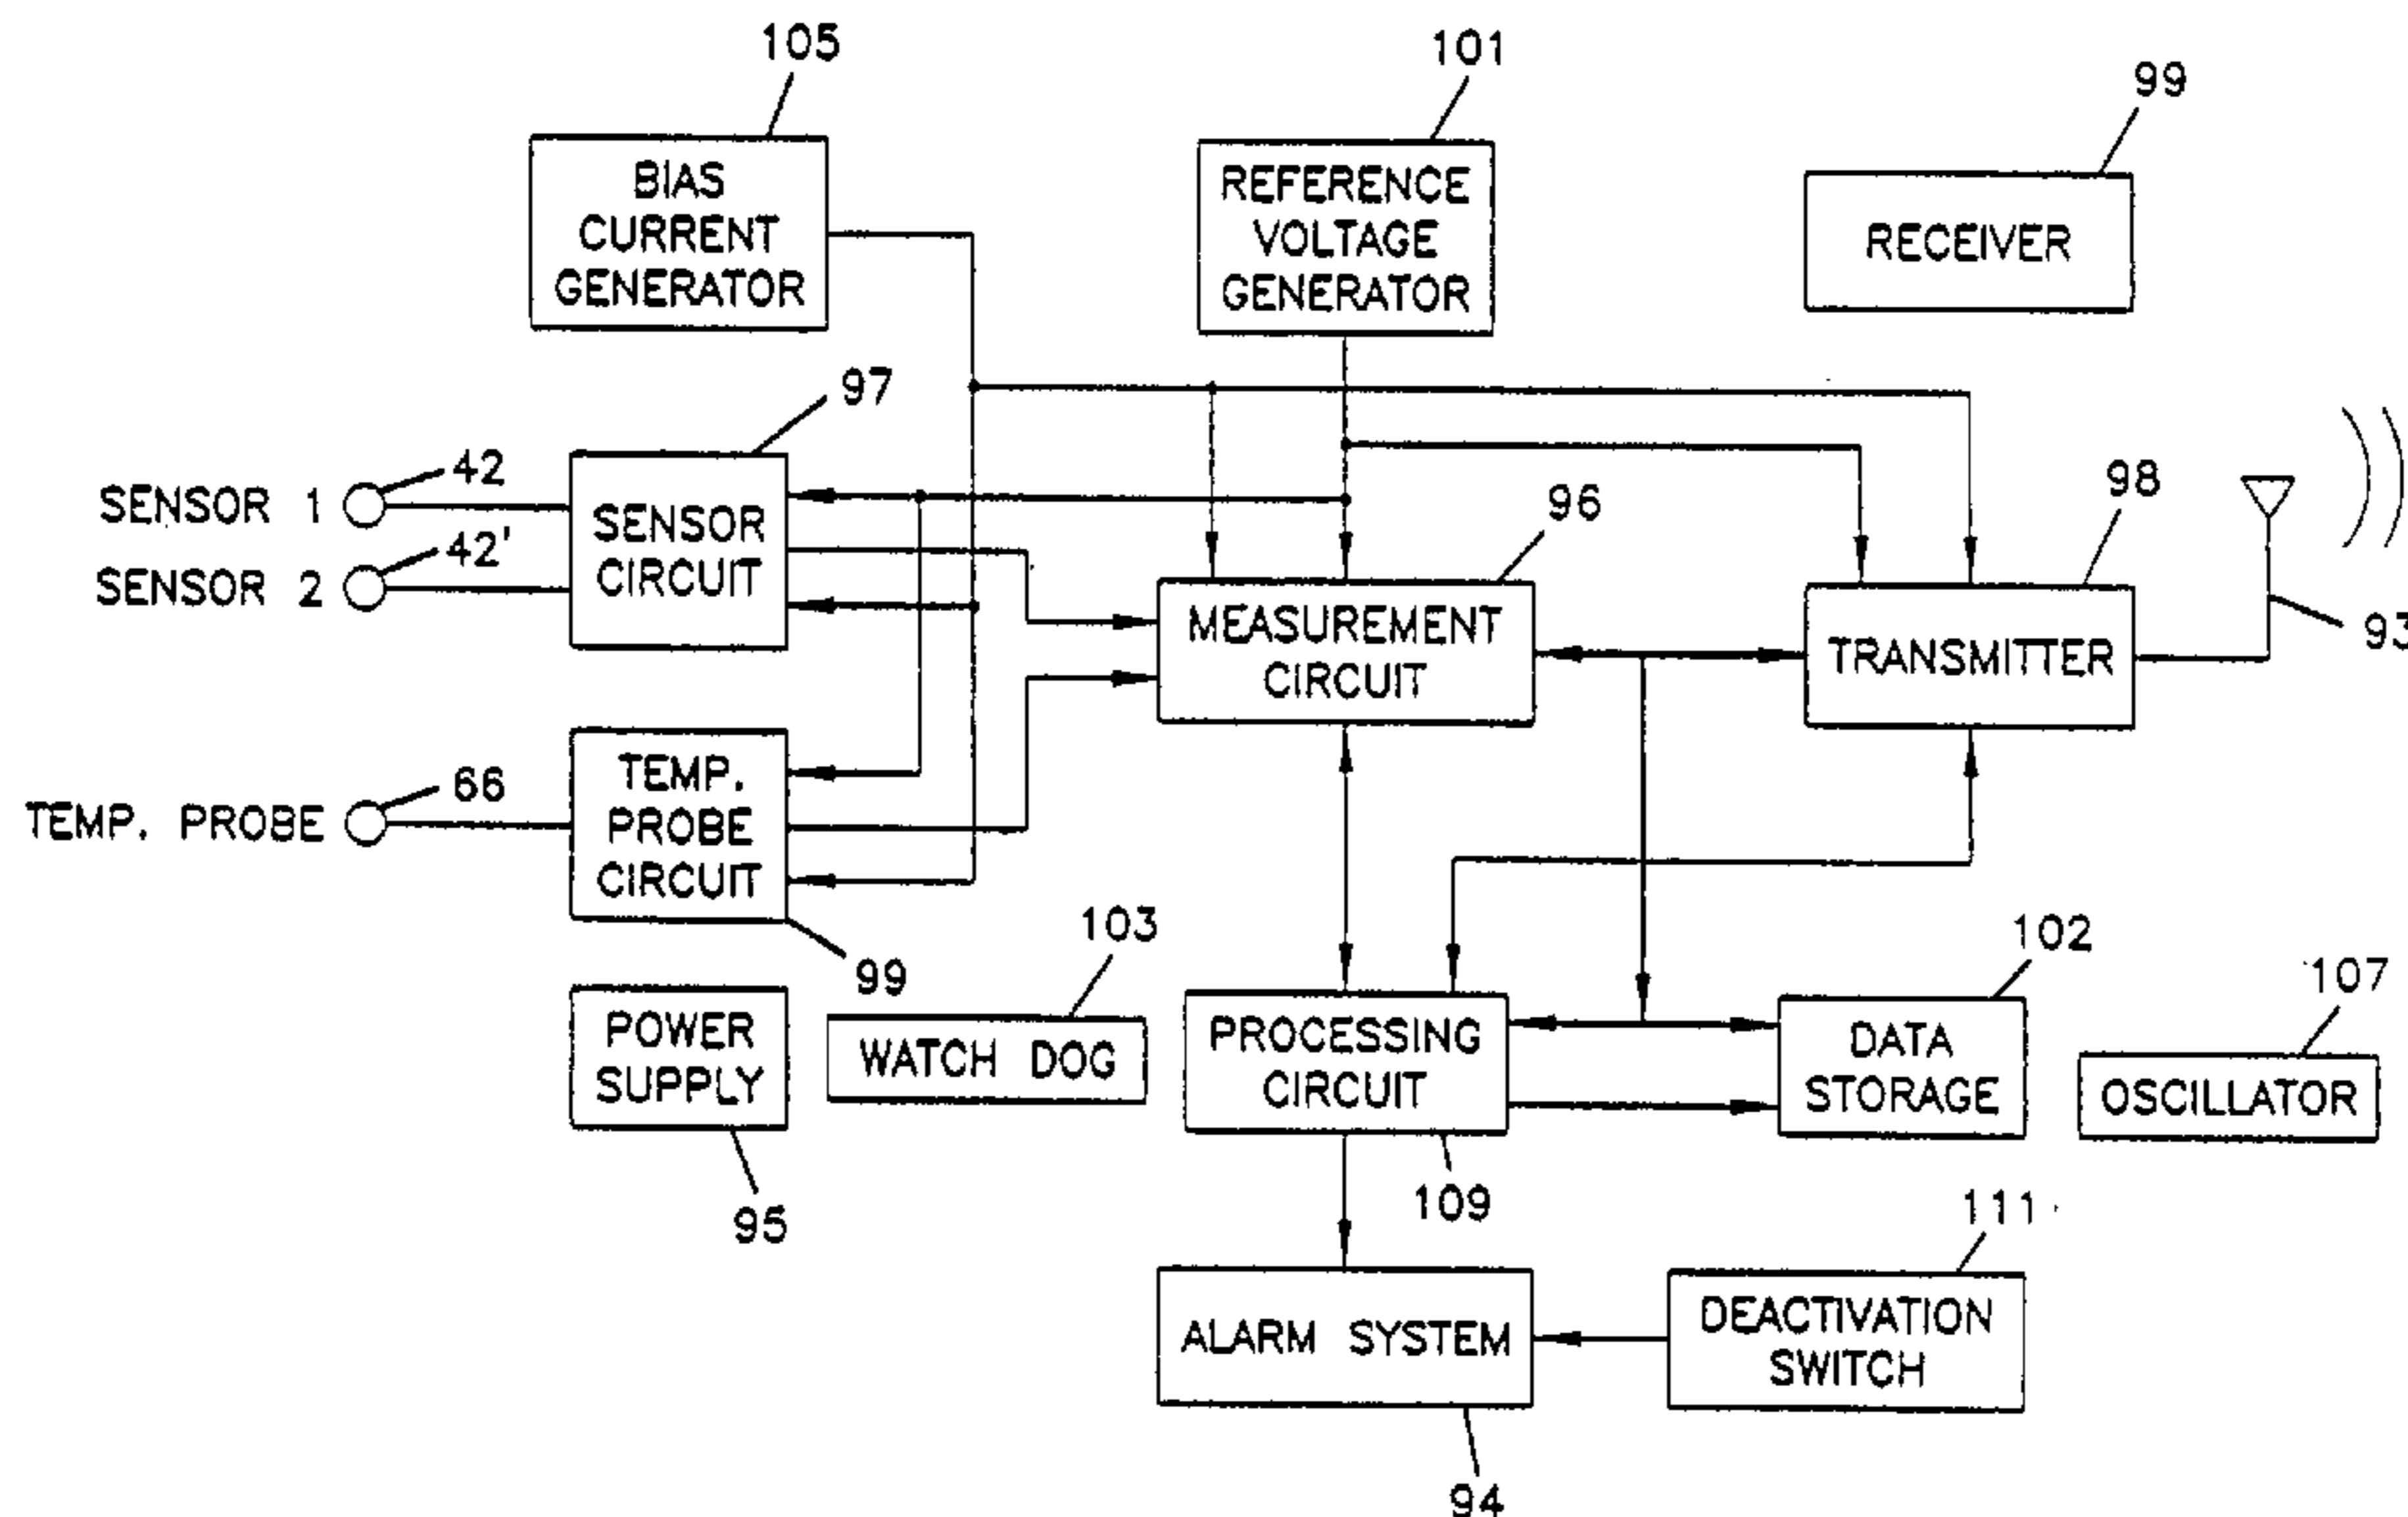 105
101
99
BIAS
CURRENT
GENERATOR
REFERENCE
VOLTAGE
GENERATOR
RECEIVER
97
SENSOR 1
42
SENSOR 2
42'
SENSOR
CIRCUIT
96
MEASUREMENT
CIRCUIT
98
TRANSMITTER
93
TEMP. PROBE
66
TEMP.
PROBE
CIRCUIT
99
103
102
107
POWER
SUPPLY
95
WATCH DOG
PROCESSING
CIRCUIT
109
DATA
STORAGE
OSCILLATOR
111
ALARM SYSTEM
94
DEACTIVATION
SWITCH